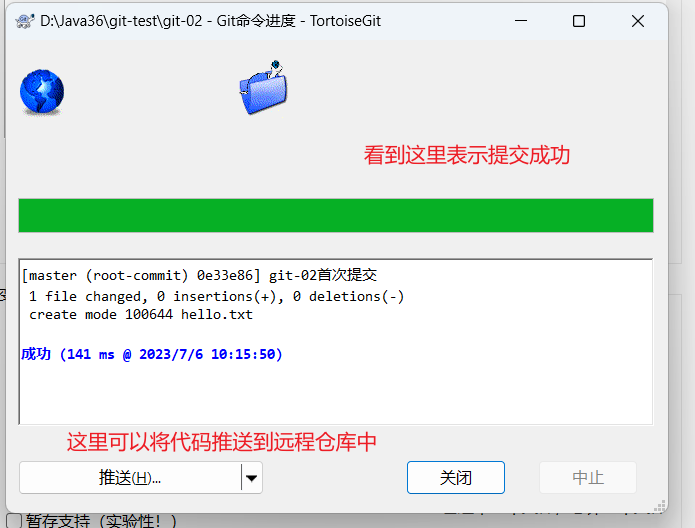 D:\Java36\git-test\git-02 - Git命令进度 - TortoiseGit
看到这里表示提交成功
[master (root-commit) 0e33e86] git-02首次提交
1 file changed, 0 insertions(+), 0 deletions(-)
create mode 100644 hello.txt
成功 (141 ms @ 2023/7/6 10:15:50)
这里可以将代码推送到远程仓库中
推送(H)...
关闭
中止
暂存支持（实验性！）